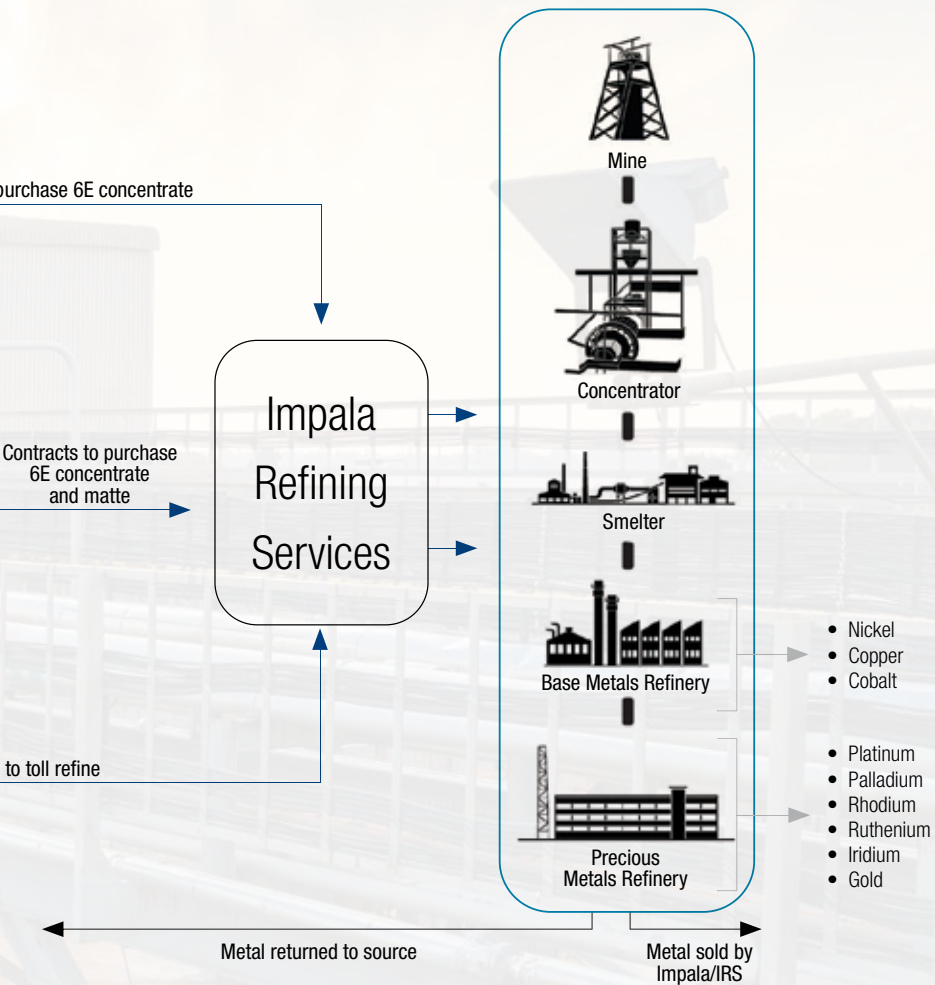 purchase 6E concentrate
Contracts to purchase
6E concentrate
and matte
to toll refine
Impala
Refining
Services
Mine
Concentrator
Smelter
Base Metals Refinery
Precious
Metals Refinery
• Nickel
• Copper
• Cobalt
• Platinum
• Palladium
• Rhodium
• Ruthenium
• Iridium
• Gold
Metal returned to source
Metal sold by
Impala/IRS